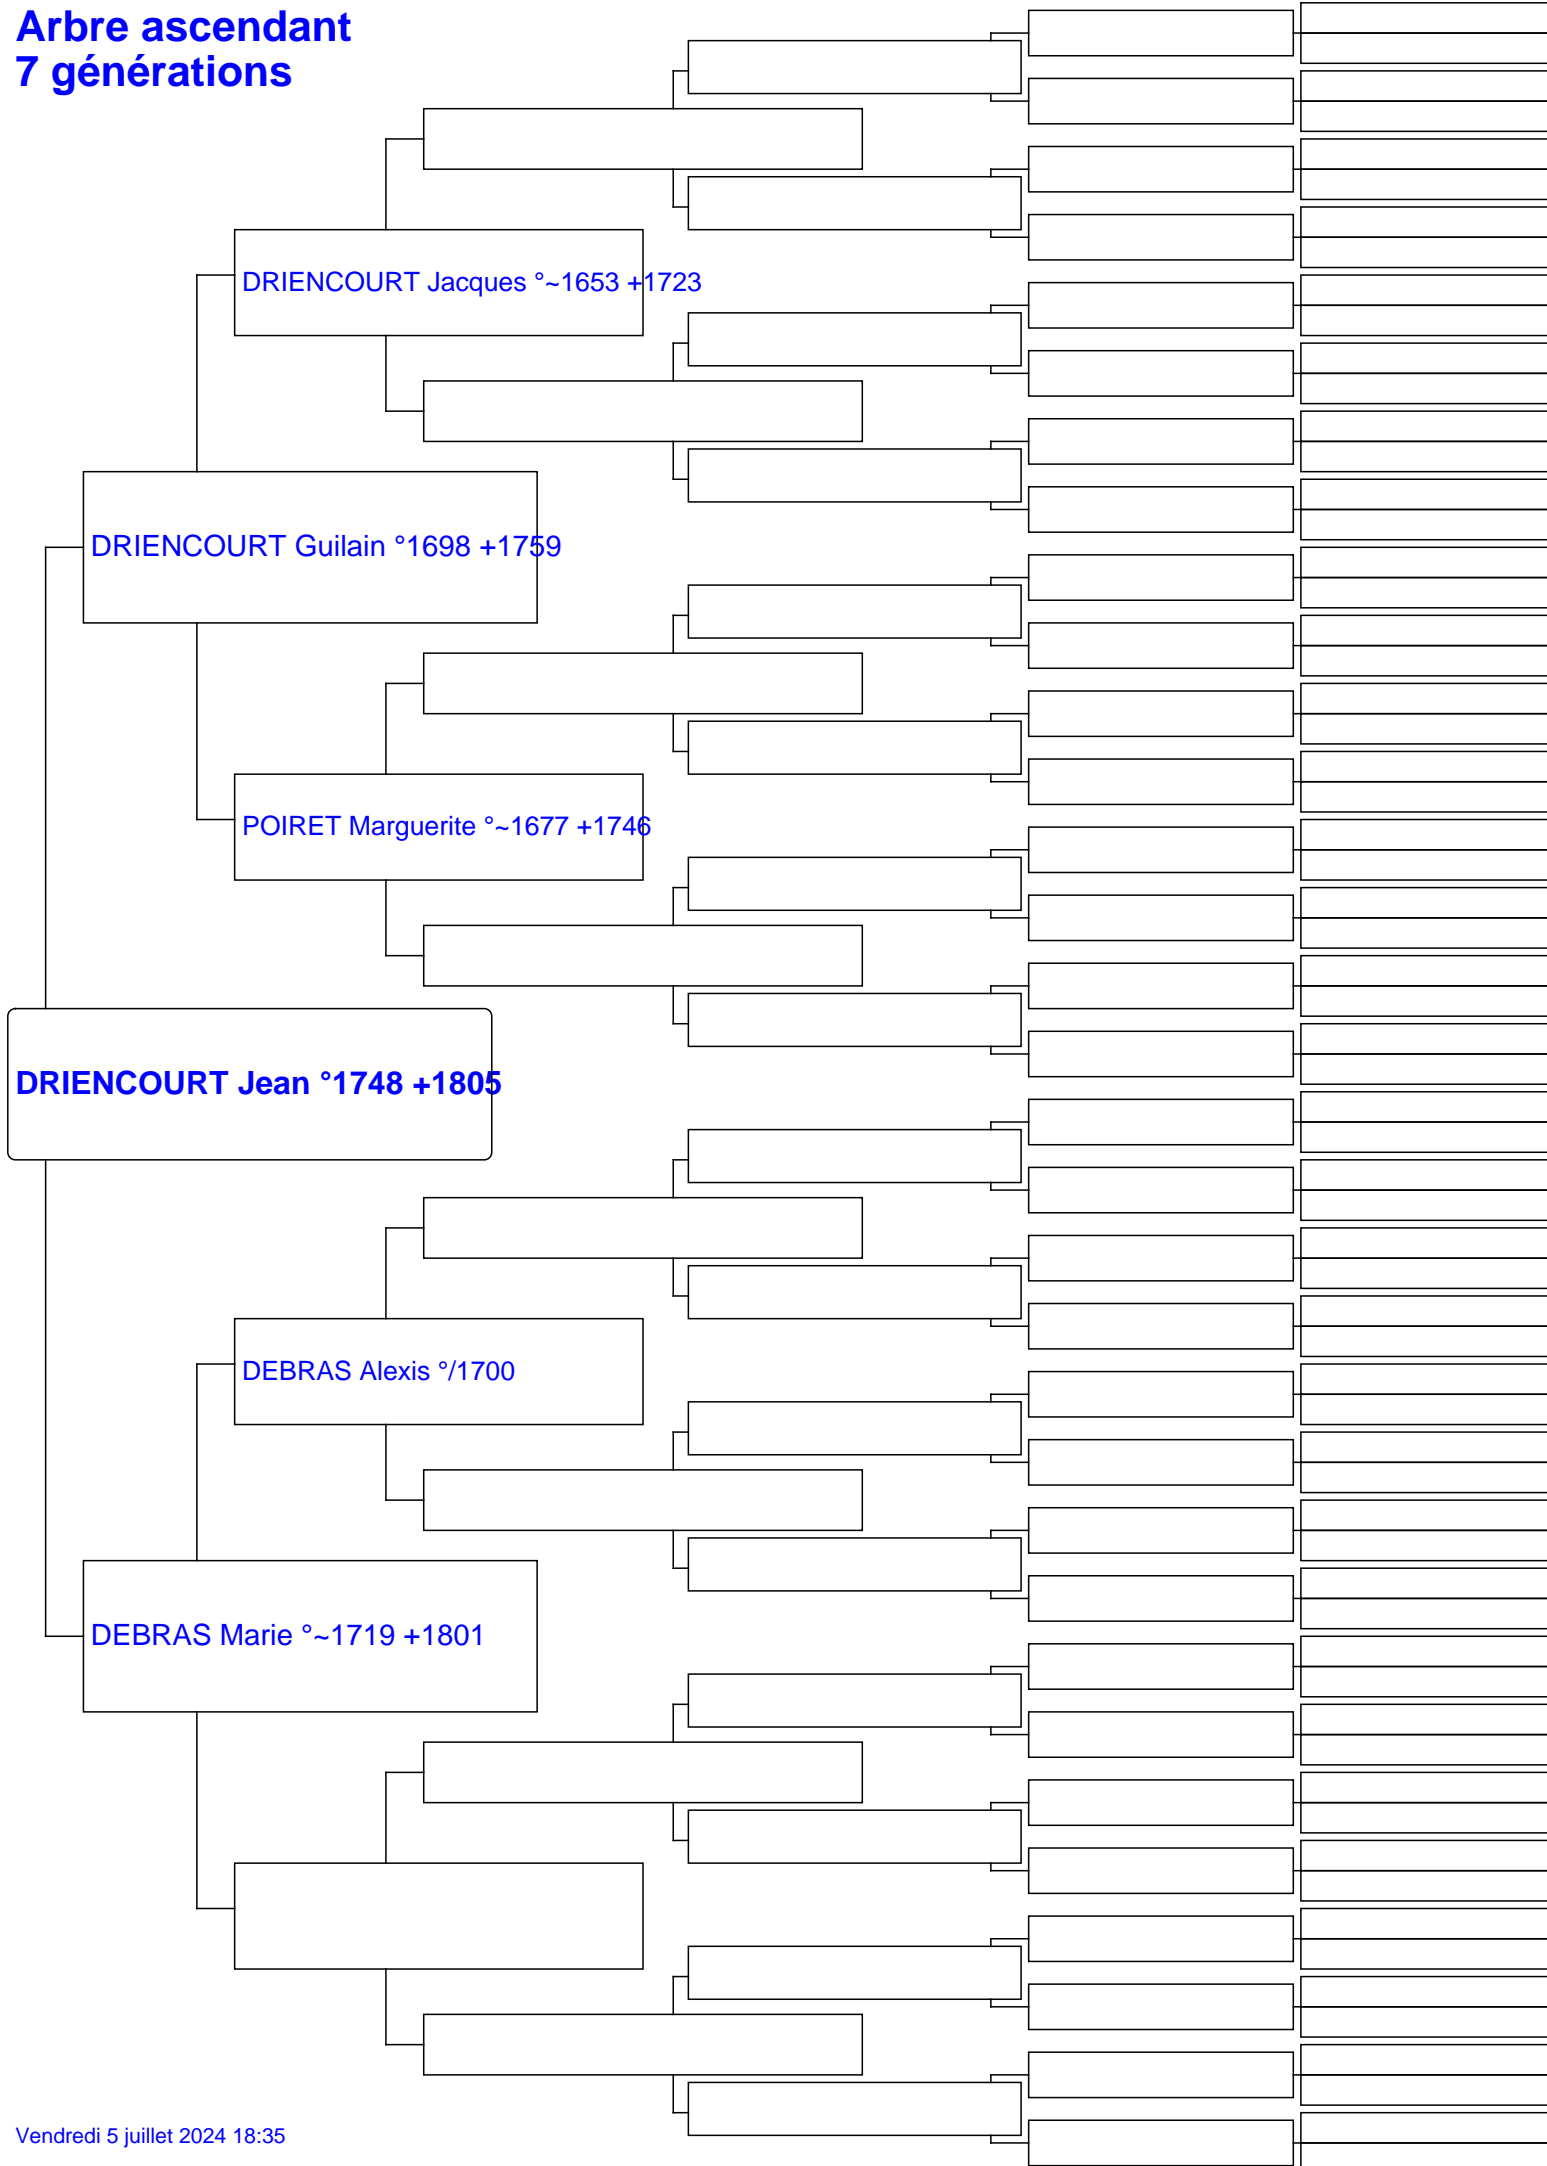 Arbre ascendant
7 générations
DRIENCOURT Jacques °~1653 +1723
DRIENCOURT Guilain °1698 +1759
POIRET Marguerite °~1677 +1746
DRIENCOURT Jean °1748 +1805
DEBRAS Alexis °/1700
DEBRAS Marie °~1719 +1801
Vendredi 5 juillet 2024 18:35